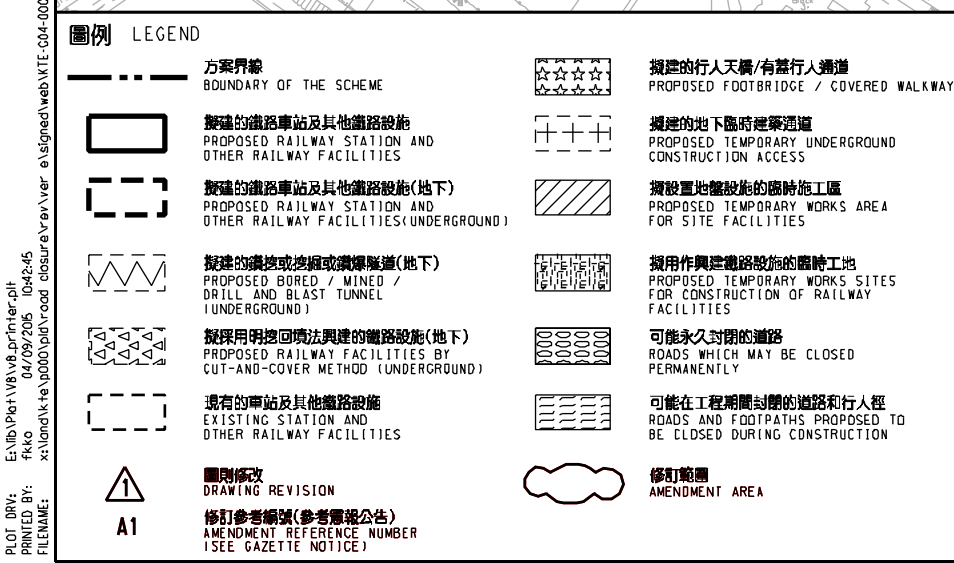 圖例 LEGEND
方案界線
BOUNDARY OF THE SCHEME
擬建的鐵路車站及其他鐵路設施
PROPOSED RAILWAY STATION AND
OTHER RAILWAY FACILITIES
擬建的鐵路車站及其他鐵路設施(地下)
PROPOSED RAILWAY STATION AND
OTHER RAILWAY FACILITIES(UNDERGROUND)
擬建的鑽挖或挖掘或鑽爆隧道(地下)
PROPOSED BORED / MINED /
DRILL AND BLAST TUNNEL
(UNDERGROUND)
擬採用明挖回填法興建的鐵路設施(地下)
PROPOSED RAILWAY FACILITIES BY
CUT-AND-COVER METHOD (UNDERGROUND)
現有的車站及其他鐵路設施
EXISTING STATION AND
OTHER RAILWAY FACILITIES
1
圖則修改
DRAWING REVISION
A1
修訂參考編號(參考憲報公告)
AMENDMENT REFERENCE NUMBER
(SEE GAZETTE NOTICE)
擬建的行人天橋/有蓋行人通道
PROPOSED FOOTBRIDGE / COVERED WALKWAY
擬建的地下臨時建築通道
PROPOSED TEMPORARY UNDERGROUND
CONSTRUCTION ACCESS
擬設置地盤設施的臨時施工區
PROPOSED TEMPORARY WORKS AREA
FOR SITE FACILITIES
擬用作興建鐵路設施的臨時工地
PROPOSED TEMPORARY WORKS SITES
FOR CONSTRUCTION OF RAILWAY
FACILITIES
可能永久封閉的道路
ROADS WHICH MAY BE CLOSED
PERMANENTLY
可能在工程期間封閉的道路和行人徑
ROADS AND FOOTPATHS PROPOSED TO
BE CLOSED DURING CONSTRUCTION
修訂範圍
AMENDMENT AREA
PLOT DRV: E:\lib\Plot\V8\v8.printer.plt
PRINTED BY: fkko 04/09/2015 10:42:45
FILENAME: x:\land\kte\p0000\pld\road closure\rev\ver e\signed\web\KTE-G04-000